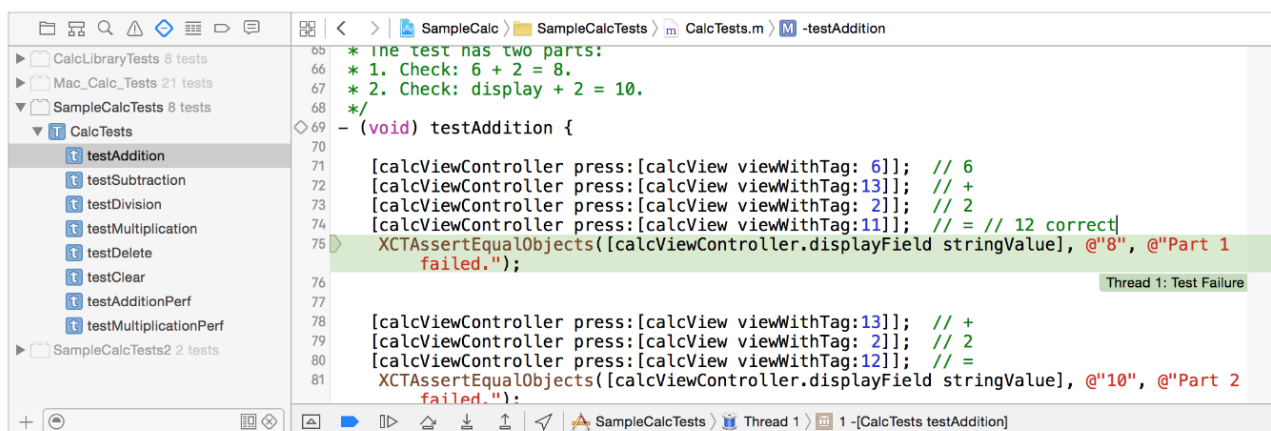 SampleCalc SampleCalcTests m CalcTests.m M -testAddition
CalcLibraryTests 8 tests
Mac_Calc_Tests 21 tests
SampleCalcTests 8 tests
T CalcTests
t testAddition
t testSubtraction
t testDivision
t testMultiplication
t testDelete
t testClear
t testAdditionPerf
t testMultiplicationPerf
SampleCalcTests2 2 tests
65 * The test has two parts:
66 * 1. Check: 6 + 2 = 8.
67 * 2. Check: display + 2 = 10.
68 */
69 - (void) testAddition {
70
71 [calcViewController press:[calcView viewWithTag: 6]]; // 6
72 [calcViewController press:[calcView viewWithTag:13]]; // +
73 [calcViewController press:[calcView viewWithTag: 2]]; // 2
74 [calcViewController press:[calcView viewWithTag:11]]; // = // 12 correct
75 XCTAssertEqualObjects([calcViewController.displayField stringValue], @"8", @"Part 1
failed.");
76 Thread 1: Test Failure
77
78 [calcViewController press:[calcView viewWithTag:13]]; // +
79 [calcViewController press:[calcView viewWithTag: 2]]; // 2
80 [calcViewController press:[calcView viewWithTag:12]]; // =
81 XCTAssertEqualObjects([calcViewController.displayField stringValue], @"10", @"Part 2
failed.");
SampleCalcTests Thread 1 1 -[CalcTests testAddition]